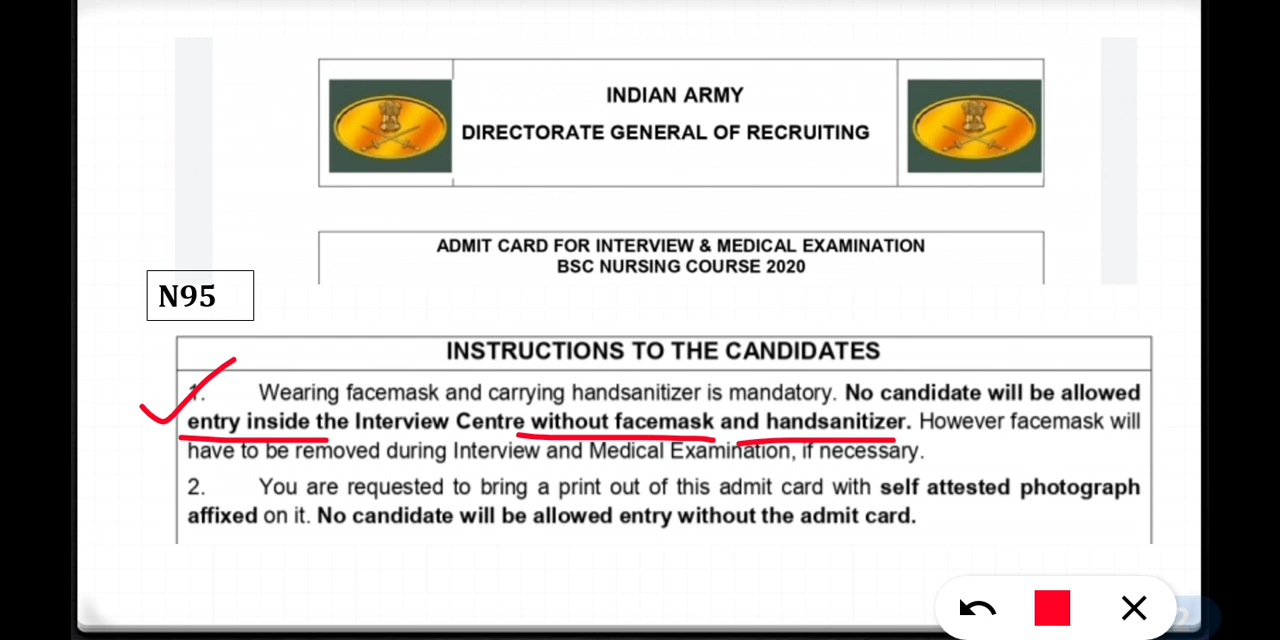 INDIAN ARMY
DIRECTORATE GENERAL OF RECRUITING
ADMIT CARD FOR INTERVIEW & MEDICAL EXAMINATION
BSC NURSING COURSE 2020
N95
INSTRUCTIONS TO THE CANDIDATES
1. Wearing facemask and carrying handsanitizer is mandatory. No candidate will be allowed
entry inside the Interview Centre without facemask and handsanitizer. However facemask will
have to be removed during Interview and Medical Examination, if necessary.
2. You are requested to bring a print out of this admit card with self attested photograph
affixed on it. No candidate will be allowed entry without the admit card.
2